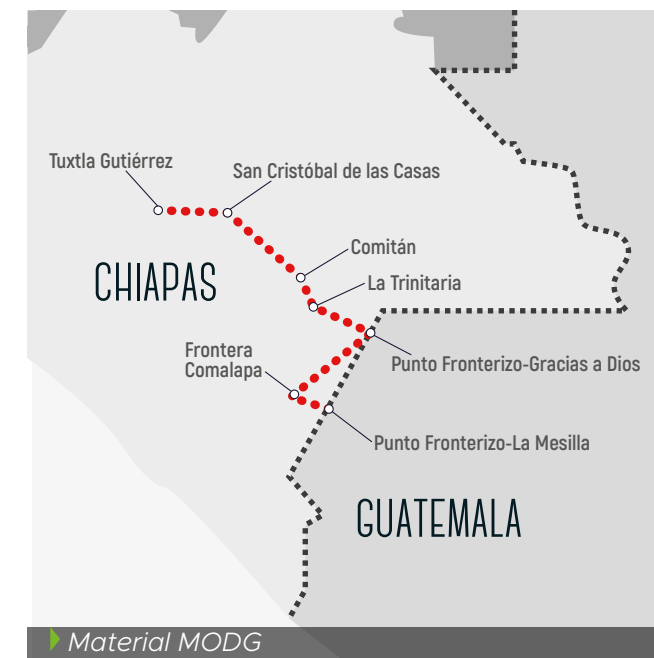 Tuxtla Gutiérrez
San Cristóbal de las Casas
Comitán
CHIAPAS
La Trinitaria
Frontera
Comalapa
Punto Fronterizo-Gracias a Dios
Punto Fronterizo-La Mesilla
GUATEMALA
Material MODG